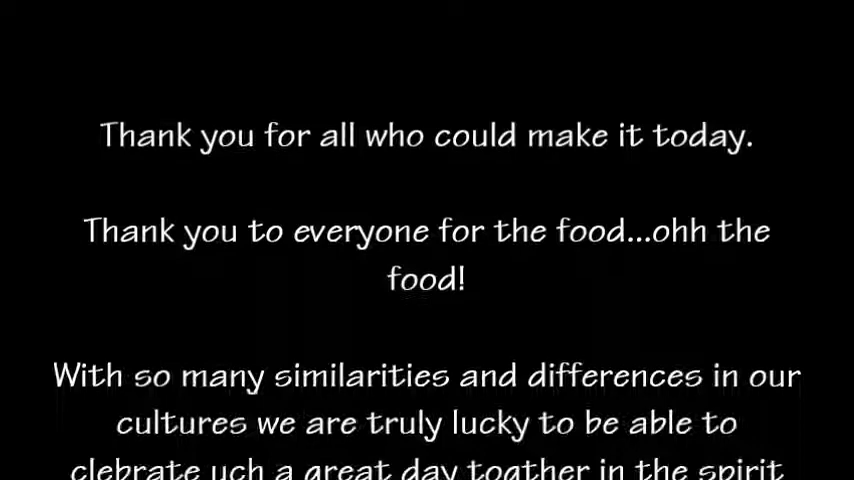 Thank you for all who could make it today.
Thank you to everyone for the food...ohh the
food!
With so many similarities and differences in our
cultures we are truly lucky to be able to
clebrate uch a great day togther in the spirit